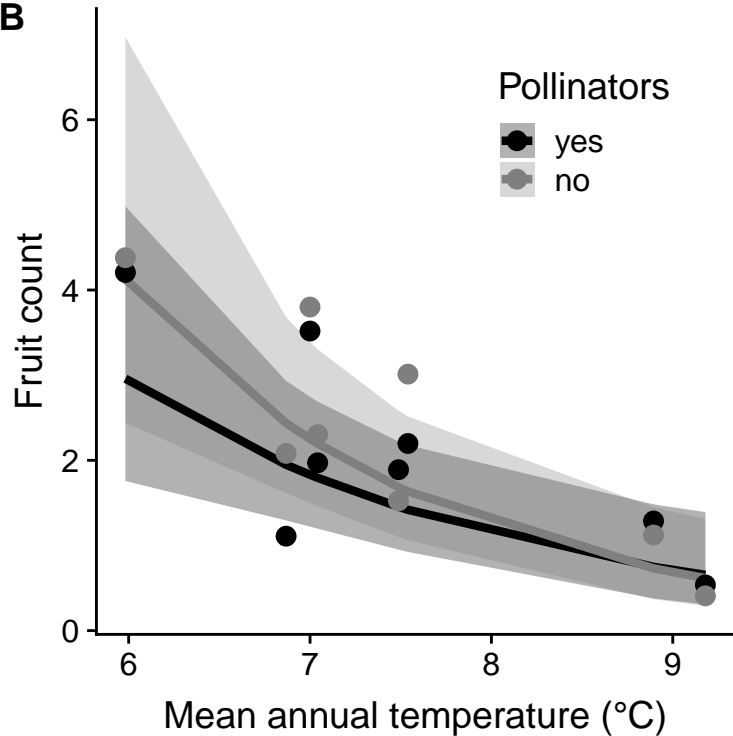 B
Pollinators
yes
no
Fruit count
6
4
2
0
6 7 8 9
Mean annual temperature (°C)